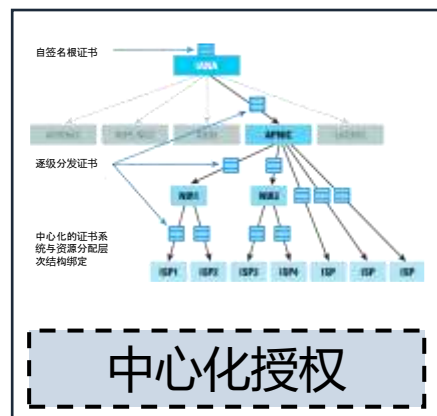 自签名根证书
IANA
APNIC
逐级分发证书
NIR1
NIR2
中心化的证书系
统与资源分配层
次结构绑定
ISP1
ISP2
ISP3
ISP4
ISP
ISP
ISP
中心化授权